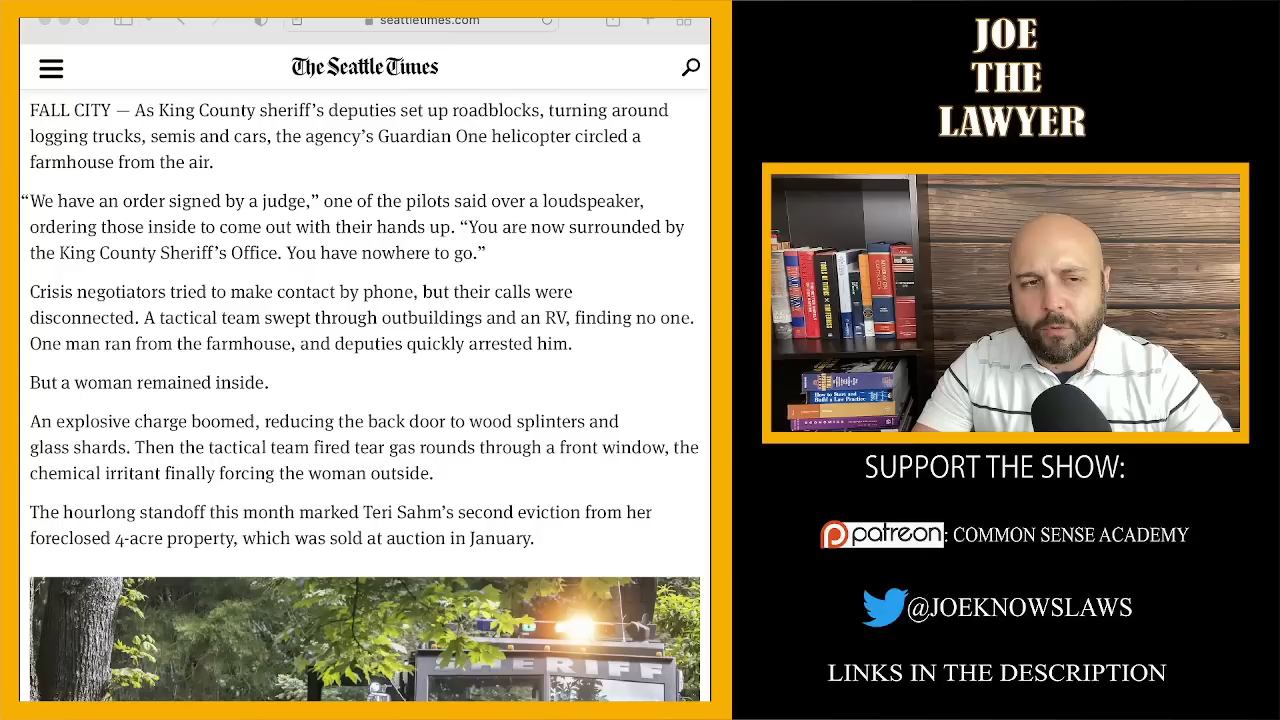 seattletimes.com
The Seattle Times
FALL CITY — As King County sheriff's deputies set up roadblocks, turning around
logging trucks, semis and cars, the agency's Guardian One helicopter circled a
farmhouse from the air.
“We have an order signed by a judge,” one of the pilots said over a loudspeaker,
ordering those inside to come out with their hands up. “You are now surrounded by
the King County Sheriff's Office. You have nowhere to go.”
Crisis negotiators tried to make contact by phone, but their calls were
disconnected. A tactical team swept through outbuildings and an RV, finding no one.
One man ran from the farmhouse, and deputies quickly arrested him.
But a woman remained inside.
An explosive charge boomed, reducing the back door to wood splinters and
glass shards. Then the tactical team fired tear gas rounds through a front window, the
chemical irritant finally forcing the woman outside.
The hourlong standoff this month marked Teri Sahm's second eviction from her
foreclosed 4-acre property, which was sold at auction in January.
SHERIFF
JOE
THE
LAWYER
How to Start and
Build a Law Practice
ECONOMICS
SUPPORT THE SHOW:
patreon: COMMON SENSE ACADEMY
@JOEKNOWSLAWS
LINKS IN THE DESCRIPTION